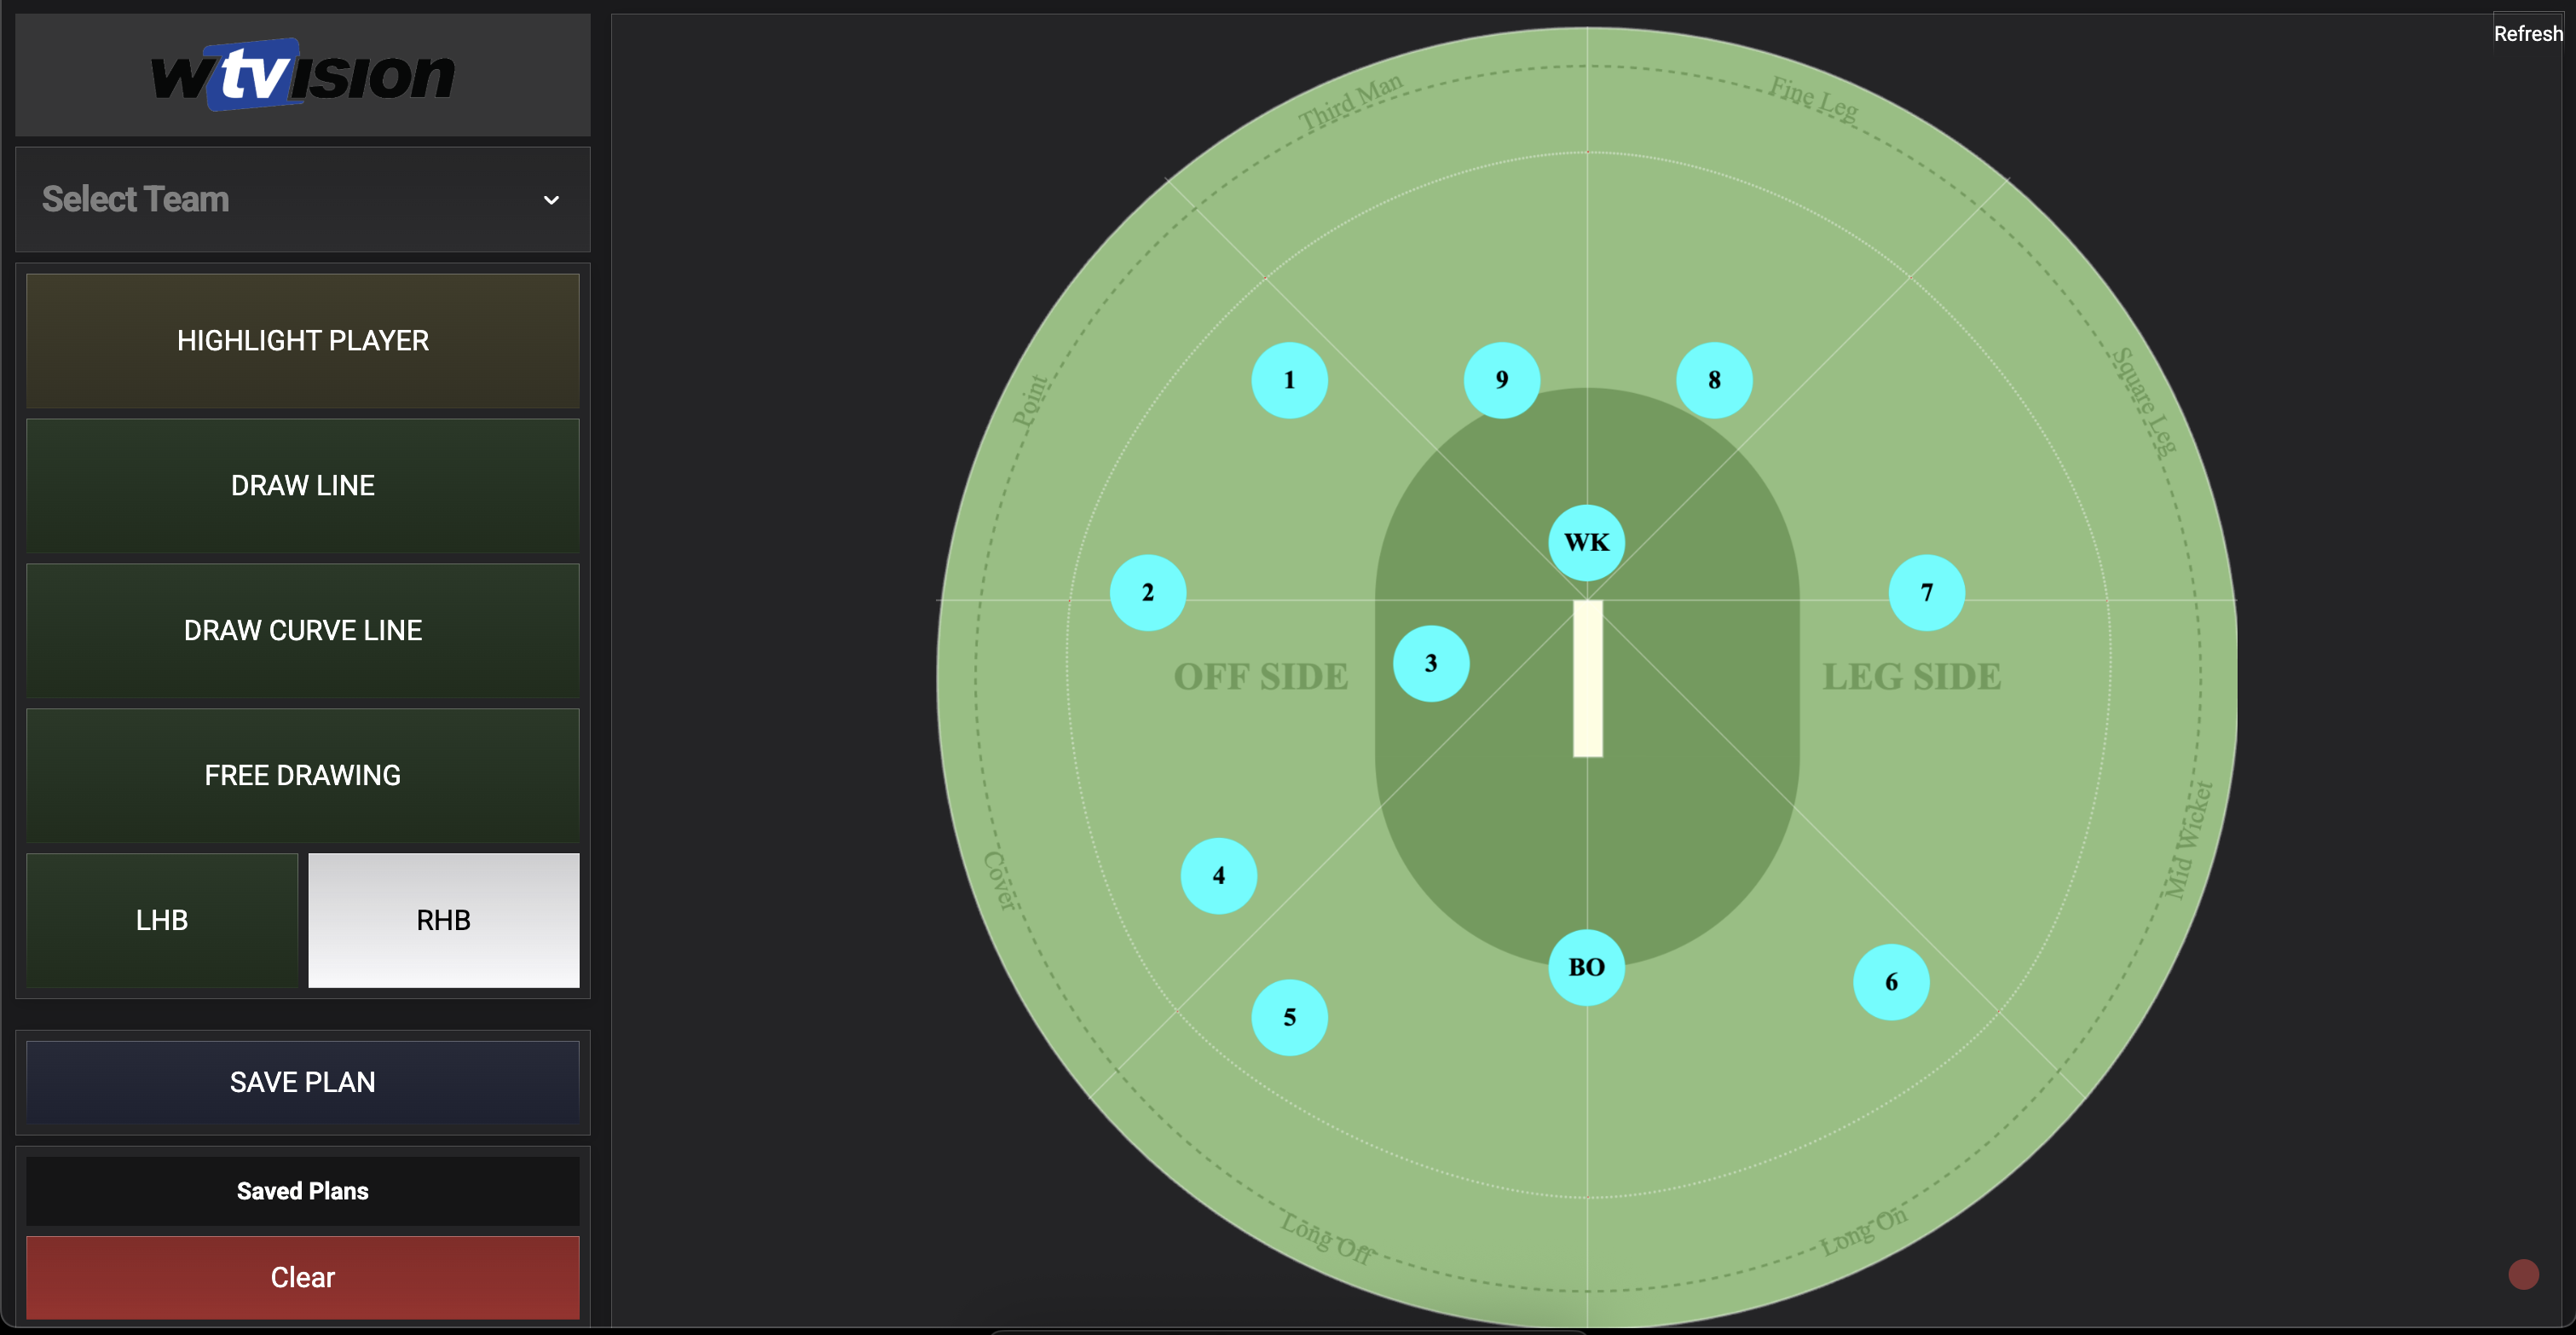 wtvision
Select Team
HIGHLIGHT PLAYER
DRAW LINE
DRAW CURVE LINE
FREE DRAWING
LHB
RHB
SAVE PLAN
Saved Plans
Clear
Refresh
Third Man
Fine Leg
Point
Square Leg
1
9
8
WK
2
7
3
OFF SIDE
LEG SIDE
4
Cover
Mid Wicket
BO
6
5
Long Off
Long On